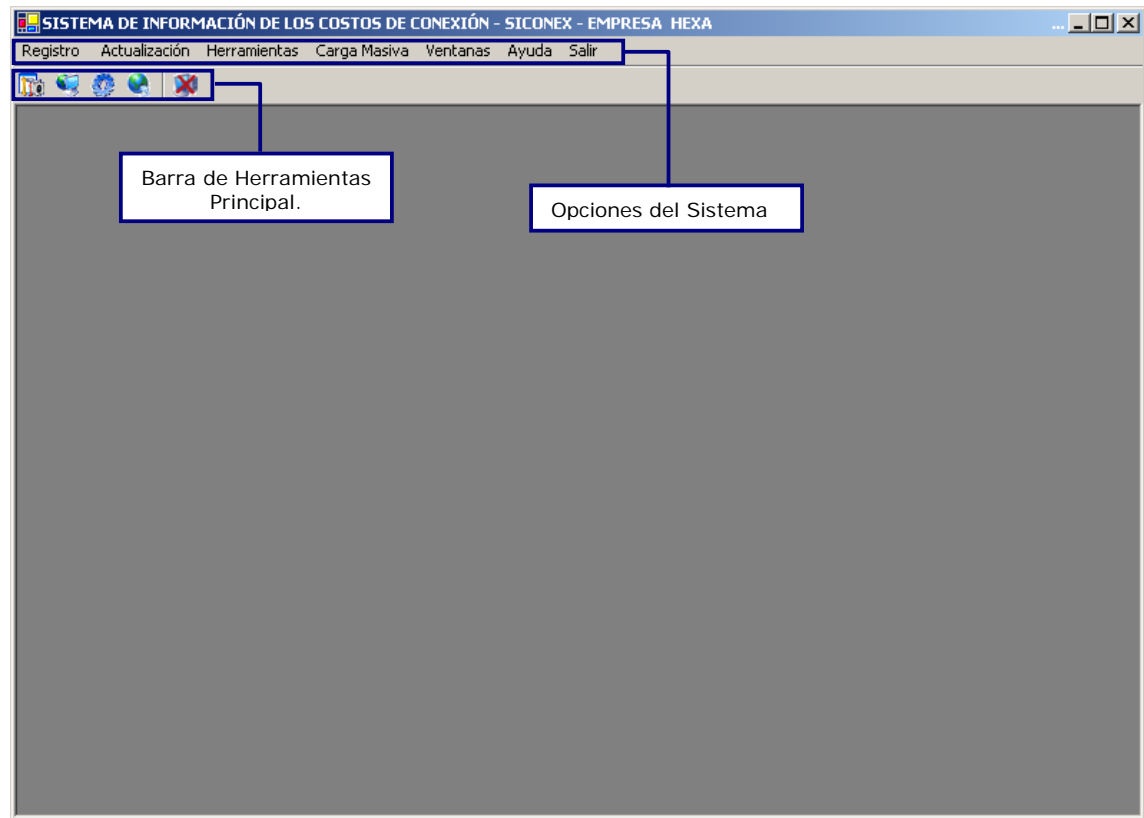 SISTEMA DE INFORMACIÓN DE LOS COSTOS DE CONEXIÓN - SICONEX - EMPRESA HEXA ...
Registro Actualización Herramientas Carga Masiva Ventanas Ayuda Salir
Barra de Herramientas
Principal.
Opciones del Sistema